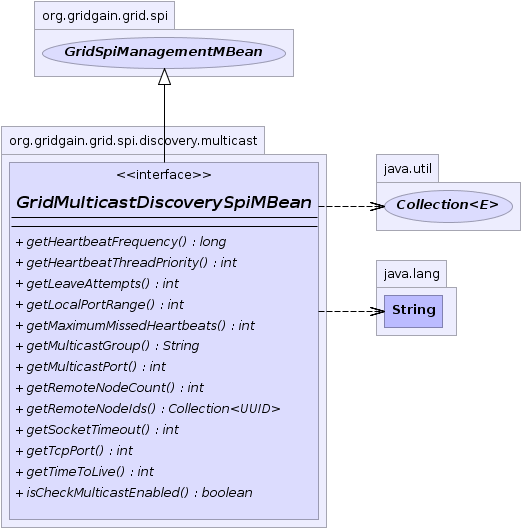 org.gridgain.grid.spi
GridSpiManagementMBean
org.gridgain.grid.spi.discovery.multicast
<<interface>>
GridMulticastDiscoverySpiMBean
+ getHeartbeatFrequency() : long
+ getHeartbeatThreadPriority() : int
+ getLeaveAttempts() : int
+ getLocalPortRange() : int
+ getMaximumMissedHeartbeats() : int
+ getMulticastGroup() : String
+ getMulticastPort() : int
+ getRemoteNodeCount() : int
+ getRemoteNodeIds() : Collection<UUID>
+ getSocketTimeout() : int
+ getTcpPort() : int
+ getTimeToLive() : int
+ isCheckMulticastEnabled() : boolean
java.util
Collection<E>
java.lang
String